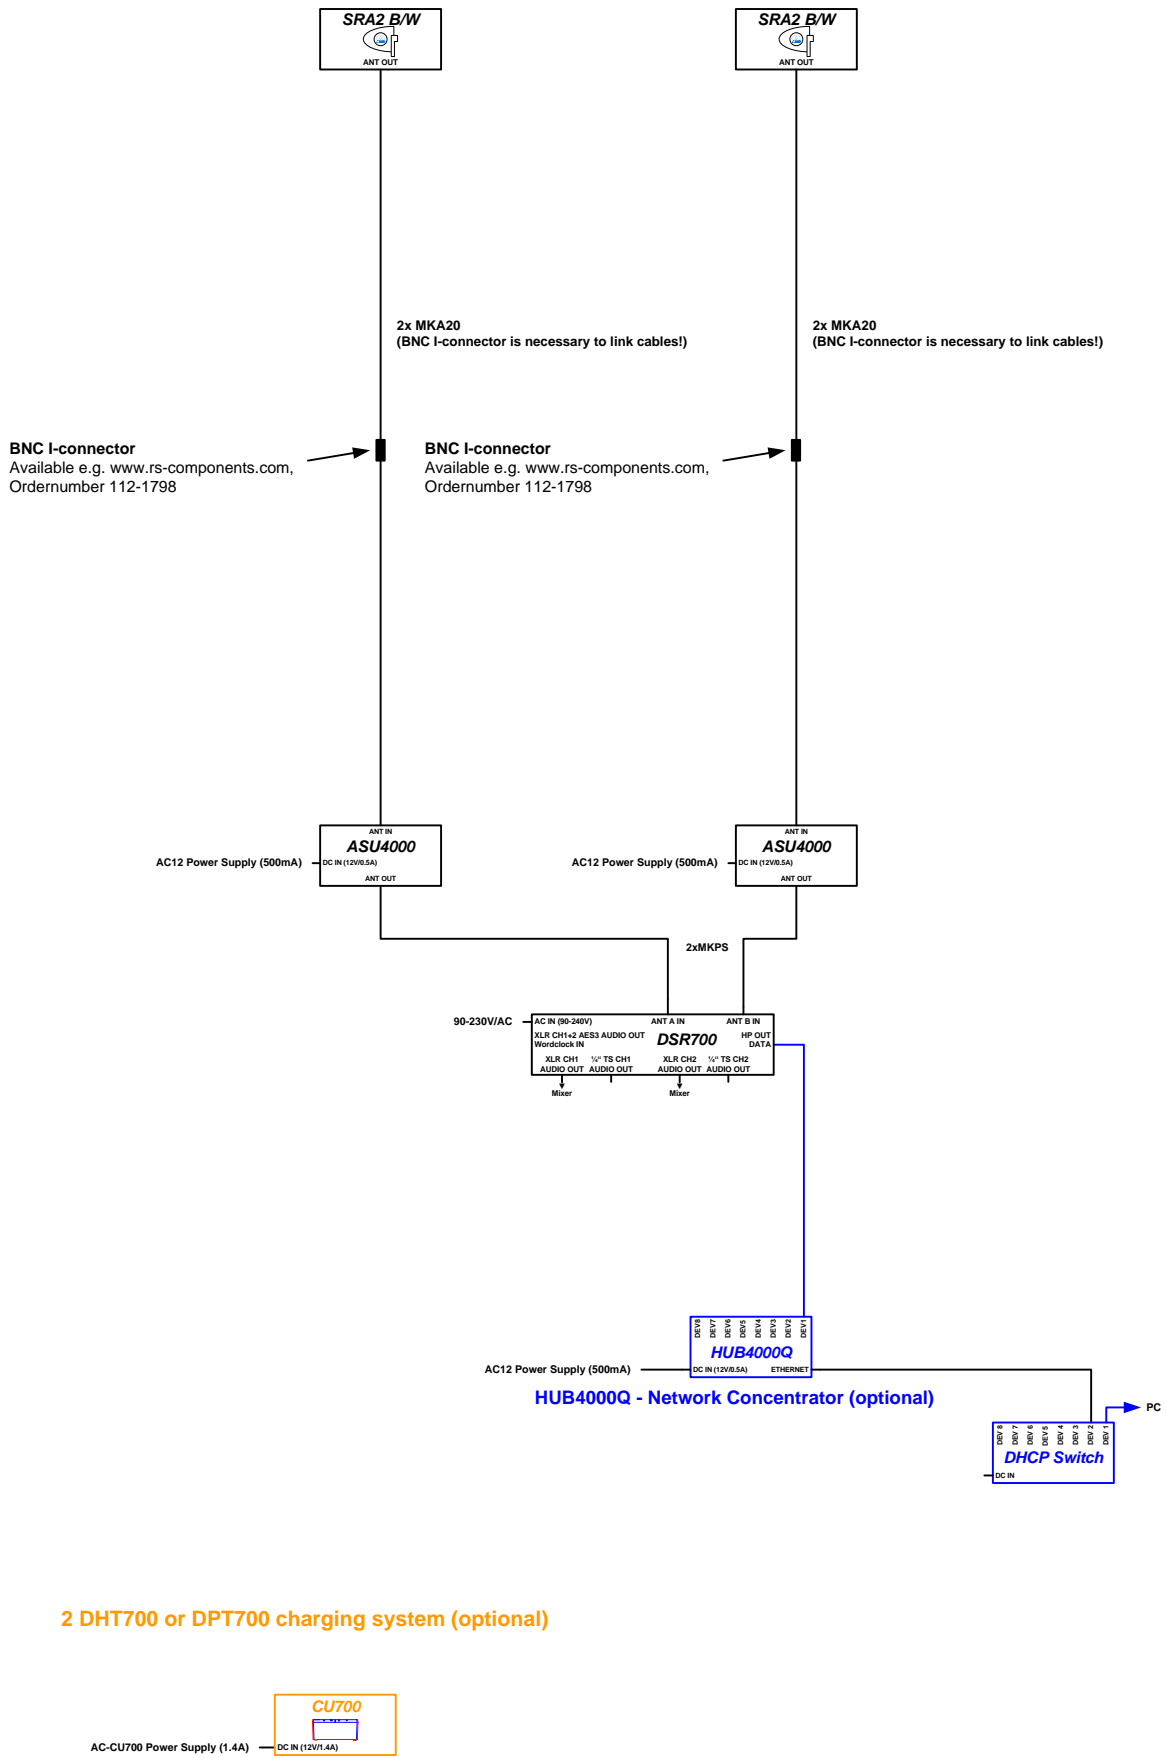 SRA2 B/W
ANT OUT
SRA2 B/W
ANT OUT
2x MKA20
(BNC I-connector is necessary to link cables!)
2x MKA20
(BNC I-connector is necessary to link cables!)
BNC I-connector
Available e.g. www.rs-components.com,
Ordernumber 112-1798
BNC I-connector
Available e.g. www.rs-components.com,
Ordernumber 112-1798
ANT IN
ASU4000
AC12 Power Supply (500mA)
DC IN (12V/0.5A)
ANT OUT
ANT IN
ASU4000
AC12 Power Supply (500mA)
DC IN (12V/0.5A)
ANT OUT
2xMKPS
90-230V/AC
AC IN (90-240V)
ANT A IN
ANT B IN
XLR CH1+2 AES3 AUDIO OUT
Wordclock IN
DSR700
HP OUT
DATA
XLR CH1
AUDIO OUT
¼“ TS CH1
AUDIO OUT
XLR CH2
AUDIO OUT
¼“ TS CH2
AUDIO OUT
Mixer
Mixer
DEV8
DEV7
DEV6
DEV5
DEV4
DEV3
DEV2
DEV1
HUB4000Q
AC12 Power Supply (500mA)
DC IN (12V/0.5A)
ETHERNET
HUB4000Q - Network Concentrator (optional)
PC
DEV 8
DEV 7
DEV 6
DEV 5
DEV 4
DEV 3
DEV 2
DEV 1
DHCP Switch
DC IN
2 DHT700 or DPT700 charging system (optional)
CU700
AC-CU700 Power Supply (1.4A)
DC IN (12V/1.4A)